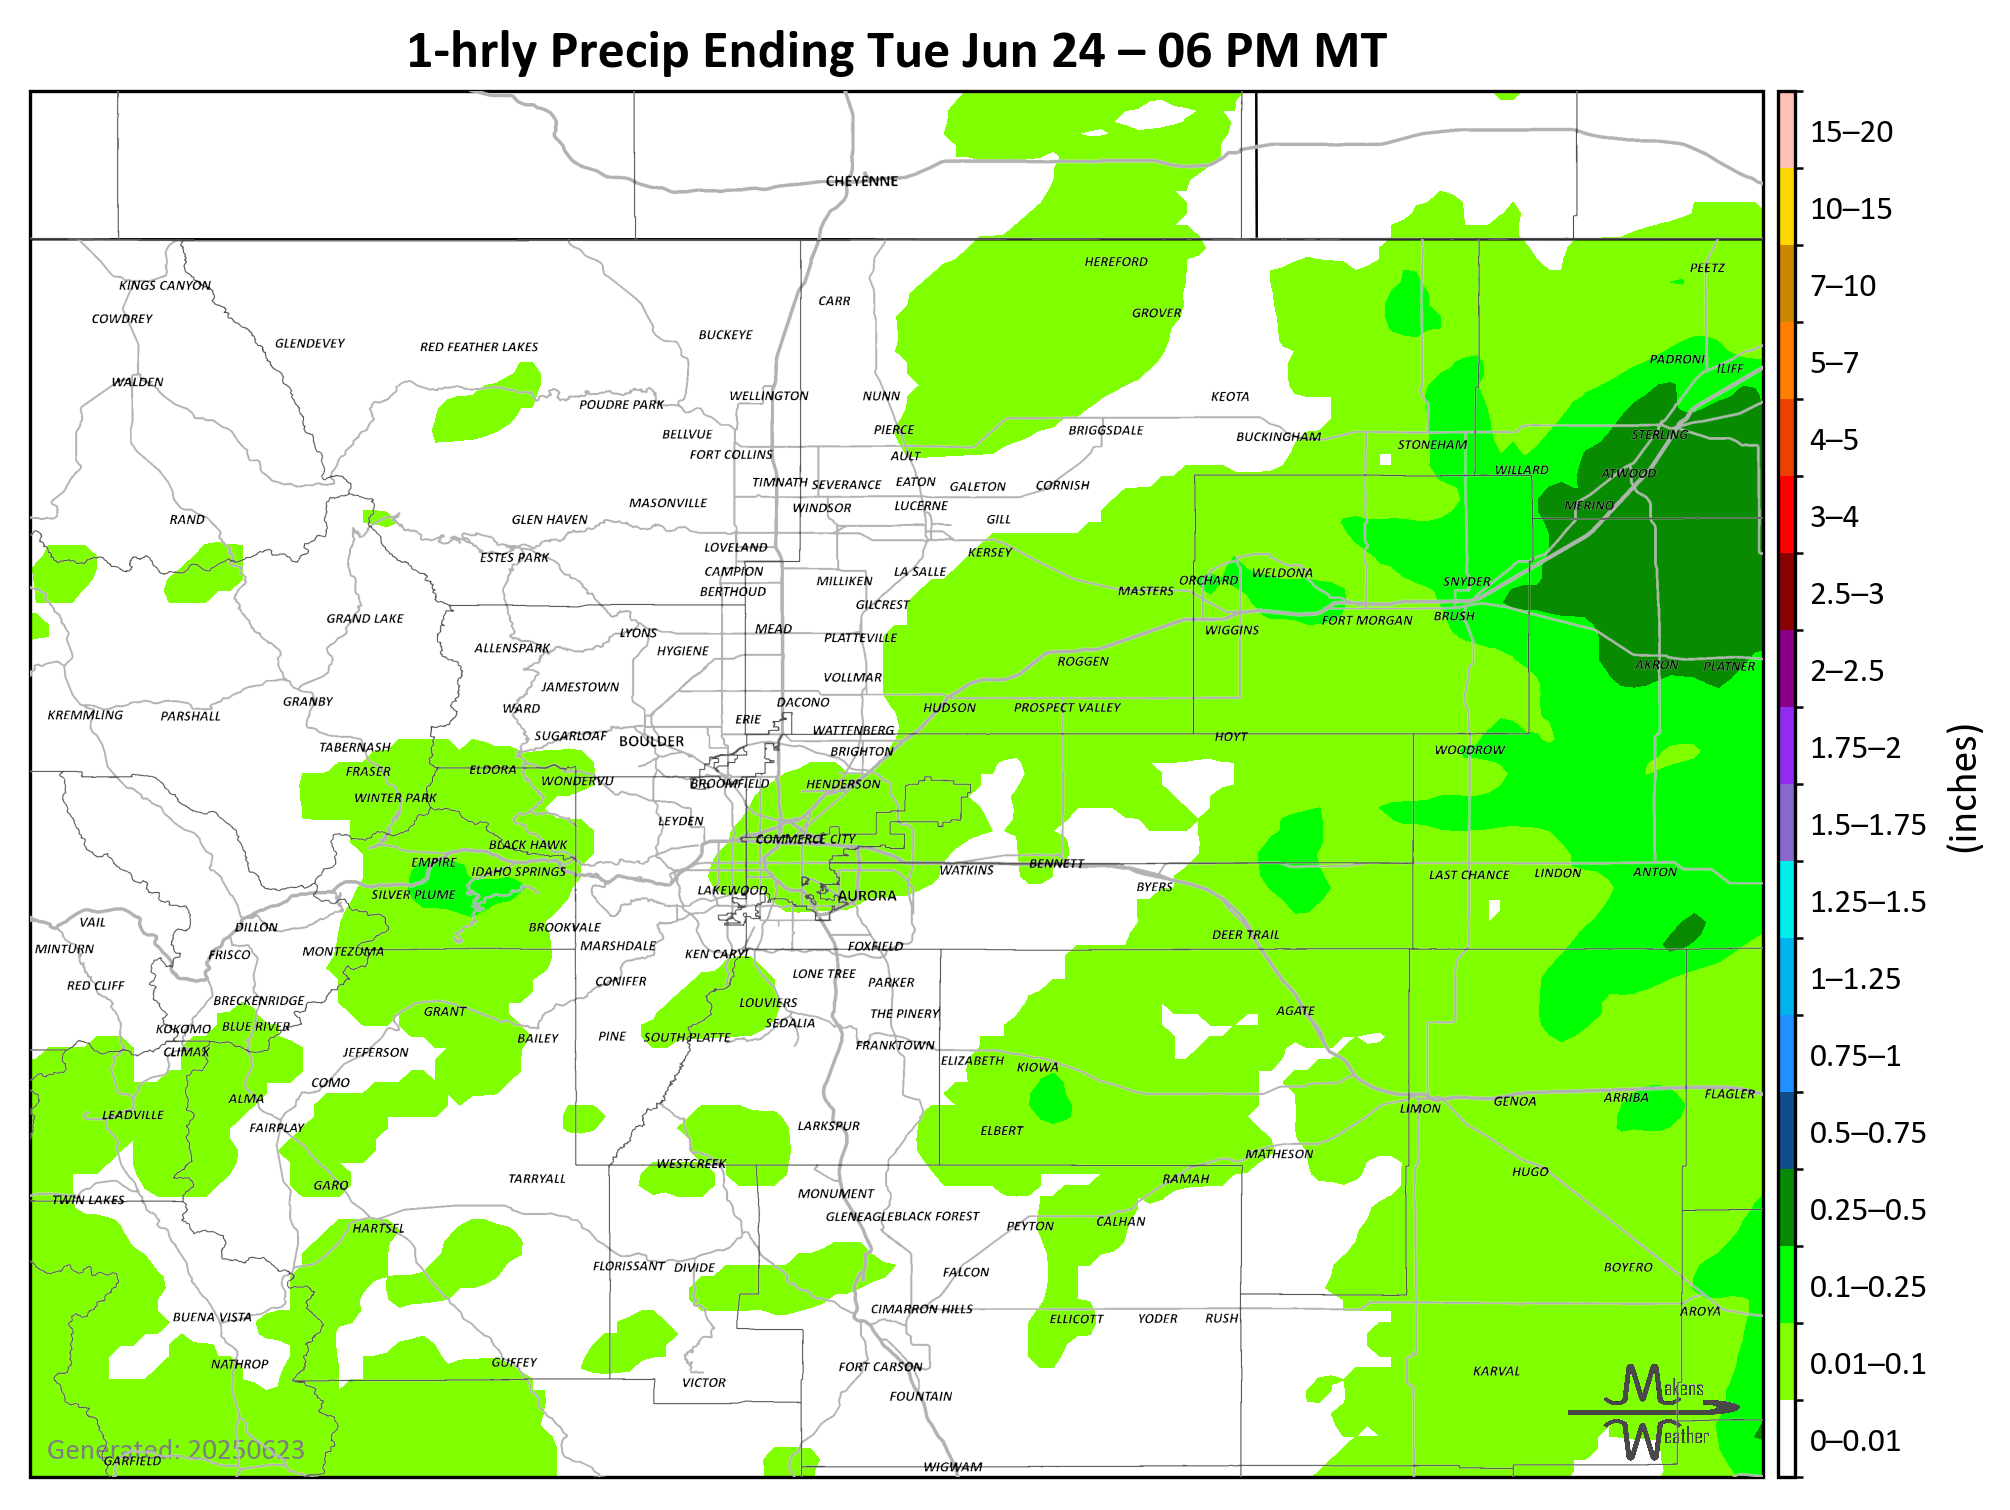 1-hrly Precip Ending Tue Jun 24 – 06 PM MT
CHEYENNE
HEREFORD
PEETZ
KINGS CANYON
CARR
GROVER
COWDREY
BUCKEYE
GLENDEVEY
RED FEATHER LAKES
PADRONI
ILIFF
WALDEN
WELLINGTON
NUNN
KEOTA
POUDRE PARK
BELLVUE
PIERCE
BRIGGSDALE
BUCKINGHAM
STERLING
STONEHAM
FORT COLLINS
AULT
WILLARD
ATWOOD
TIMNATH
SEVERANCE
EATON
GALETON
CORNISH
MASONVILLE
WINDSOR
LUCERNE
MERINO
RAND
GLEN HAVEN
GILL
LOVELAND
KERSEY
ESTES PARK
CAMPION
LA SALLE
WELDONA
MILLIKEN
ORCHARD
SNYDER
BERTHOUD
MASTERS
GILCREST
GRAND LAKE
BRUSH
FORT MORGAN
MEAD
WIGGINS
LYONS
PLATTEVILLE
ALLENSPARK
HYGIENE
ROGGEN
AKRON
PLATNER
VOLLMAR
JAMESTOWN
GRANBY
DACONO
WARD
HUDSON
PROSPECT VALLEY
KREMMLING
PARSHALL
ERIE
WATTENBERG
SUGARLOAF
BOULDER
HOYT
TABERNASH
BRIGHTON
WOODROW
FRASER
ELDORA
WONDERVU
BROOMFIELD
HENDERSON
WINTER PARK
LEYDEN
COMMERCE CITY
BLACK HAWK
EMPIRE
IDAHO SPRINGS
WATKINS
BENNETT
LAST CHANCE
LINDON
ANTON
SILVER PLUME
LAKEWOOD
AURORA
BYERS
VAIL
DILLON
BROOKVALE
DEER TRAIL
MINTURN
FRISCO
MONTEZUMA
MARSHDALE
KEN CARYL
FOXFIELD
RED CLIFF
CONIFER
LONE TREE
PARKER
BRECKENRIDGE
GRANT
LOUVIERS
THE PINERY
AGATE
KOKOMO
BLUE RIVER
SEDALIA
BAILEY
PINE
SOUTH PLATTE
FRANKTOWN
CLIMAX
JEFFERSON
ELIZABETH
KIOWA
COMO
ALMA
LEADVILLE
GENOA
ARRIBA
FLAGLER
LIMON
FAIRPLAY
LARKSPUR
ELBERT
MATHESON
WESTCREEK
HUGO
GARO
TARRYALL
RAMAH
TWIN LAKES
MONUMENT
GLENEAGLE
BLACK FOREST
CALHAN
HARTSEL
PEYTON
FLORISSANT
DIVIDE
FALCON
BOYERO
CIMARRON HILLS
AROYA
BUENA VISTA
ELLICOTT
YODER
RUSH
NATHROP
GUFFEY
FORT CARSON
KARVAL
VICTOR
FOUNTAIN
Makens
Weather
Generated: 20250623
GARFIELD
WIGWAM
15–20
10–15
7–10
5–7
4–5
3–4
2.5–3
2–2.5
1.75–2
1.5–1.75
1.25–1.5
1–1.25
0.75–1
0.5–0.75
0.25–0.5
0.1–0.25
0.01–0.1
0–0.01
(inches)